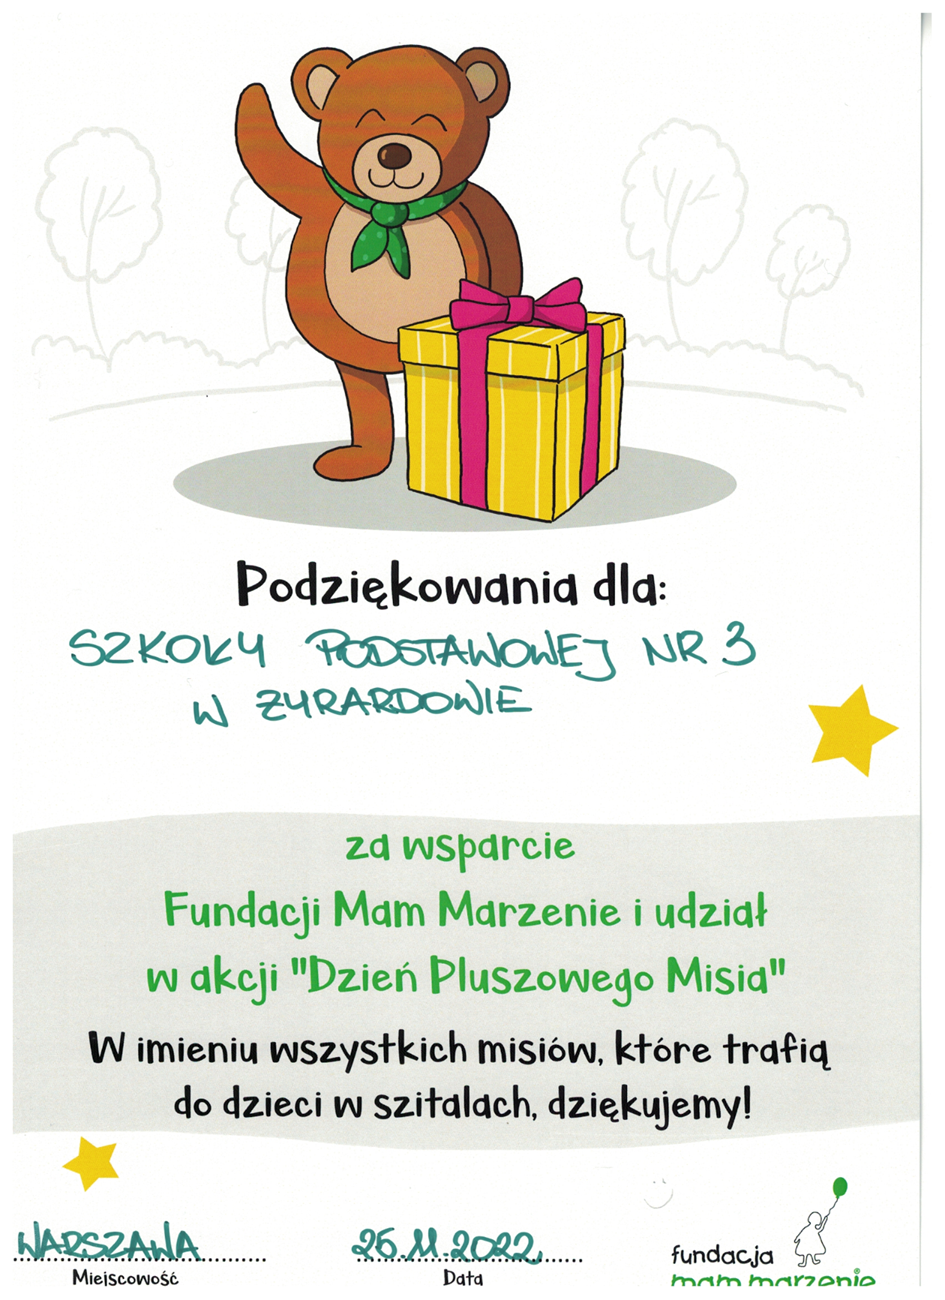 Podziękowania dla:
SZKOŁY PODSTAWOWEJ NR 3
W ŻYRARDOWIE
za wsparcie
Fundacji Mam Marzenie i udział
w akcji "Dzień Pluszowego Misia"
W imieniu wszystkich misiów, które trafią
do dzieci w szitalach, dziękujemy!
WARSZAWA
25.11.2022
Miejscowość
Data
fundacja
mam marzenie